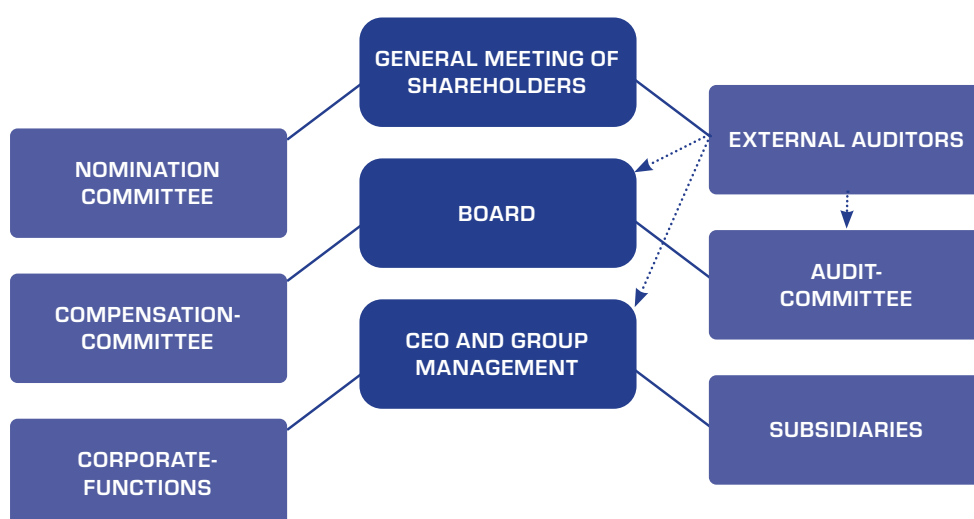 GENERAL MEETING OF
SHAREHOLDERS
EXTERNAL AUDITORS
NOMINATION
COMMITTEE
BOARD
AUDIT-
COMMITTEE
COMPENSATION-
COMMITTEE
CEO AND GROUP
MANAGEMENT
SUBSIDIARIES
CORPORATE-
FUNCTIONS